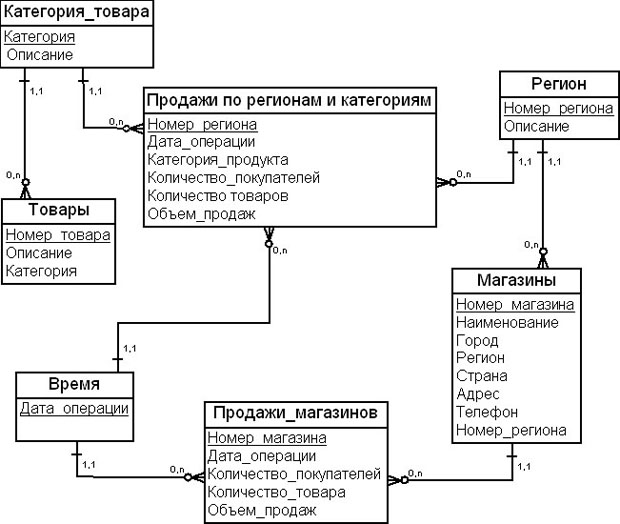 Категория_товара
Категория
Описание
1,1
1,1
0,n
0,n
Продажи по регионам и категориям
Номер_региона
Дата_операции
Категория_продукта
Количество_покупателей
Количество товаров
Объем_продаж
0,n
Регион
Номер_региона
Описание
1,1
1,1
0,n
0,n
Товары
Номер_товара
Описание
Категория
Магазины
Номер_магазина
Наименование
Город
Регион
Страна
Адрес
Телефон
Номер_региона
1,1
1,1
Время
Дата_операции
1,1
0,n
Продажи_магазинов
Номер_магазина
Дата_операции
Количество_покупателей
Количество_товара
Объем_продаж
0,n